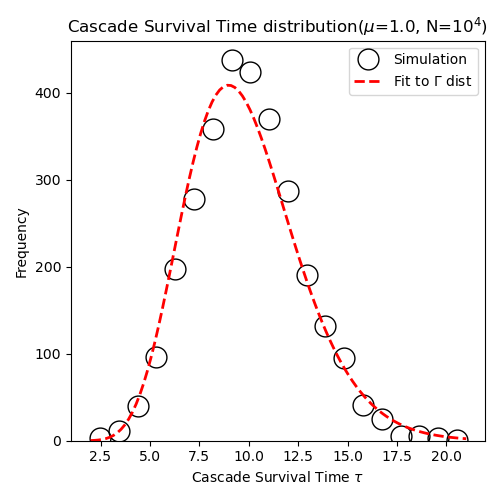 Cascade Survival Time distribution(μ=1.0, N=10⁴)
Simulation
Fit to Γ dist
Frequency
400
300
200
100
0
2.5 5.0 7.5 10.0 12.5 15.0 17.5 20.0
Cascade Survival Time τ